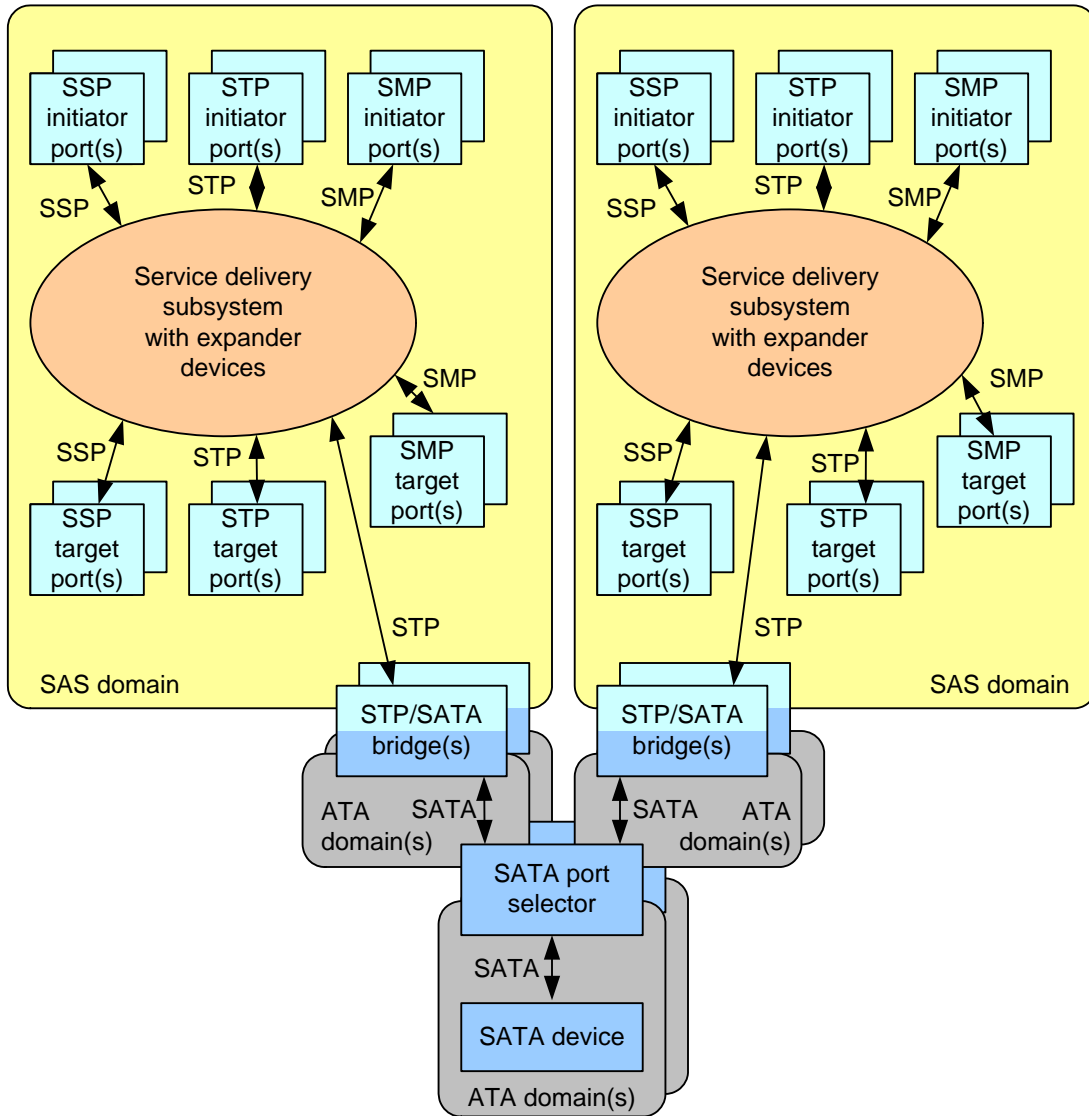 SSP
initiator
port(s)
STP
initiator
port(s)
SMP
initiator
port(s)
SSP
STP
SMP
Service delivery
subsystem
with expander
devices
SMP
SSP
STP
SMP
target
port(s)
SSP
target
port(s)
STP
target
port(s)
STP
SAS domain
SSP
initiator
port(s)
STP
initiator
port(s)
SMP
initiator
port(s)
SSP
STP
SMP
Service delivery
subsystem
with expander
devices
SMP
SSP
STP
SMP
target
port(s)
SSP
target
port(s)
STP
target
port(s)
STP
SAS domain
STP/SATA
bridge(s)
STP/SATA
bridge(s)
ATA
domain(s)
SATA
SATA
ATA
domain(s)
SATA port
selector
SATA
SATA device
ATA domain(s)